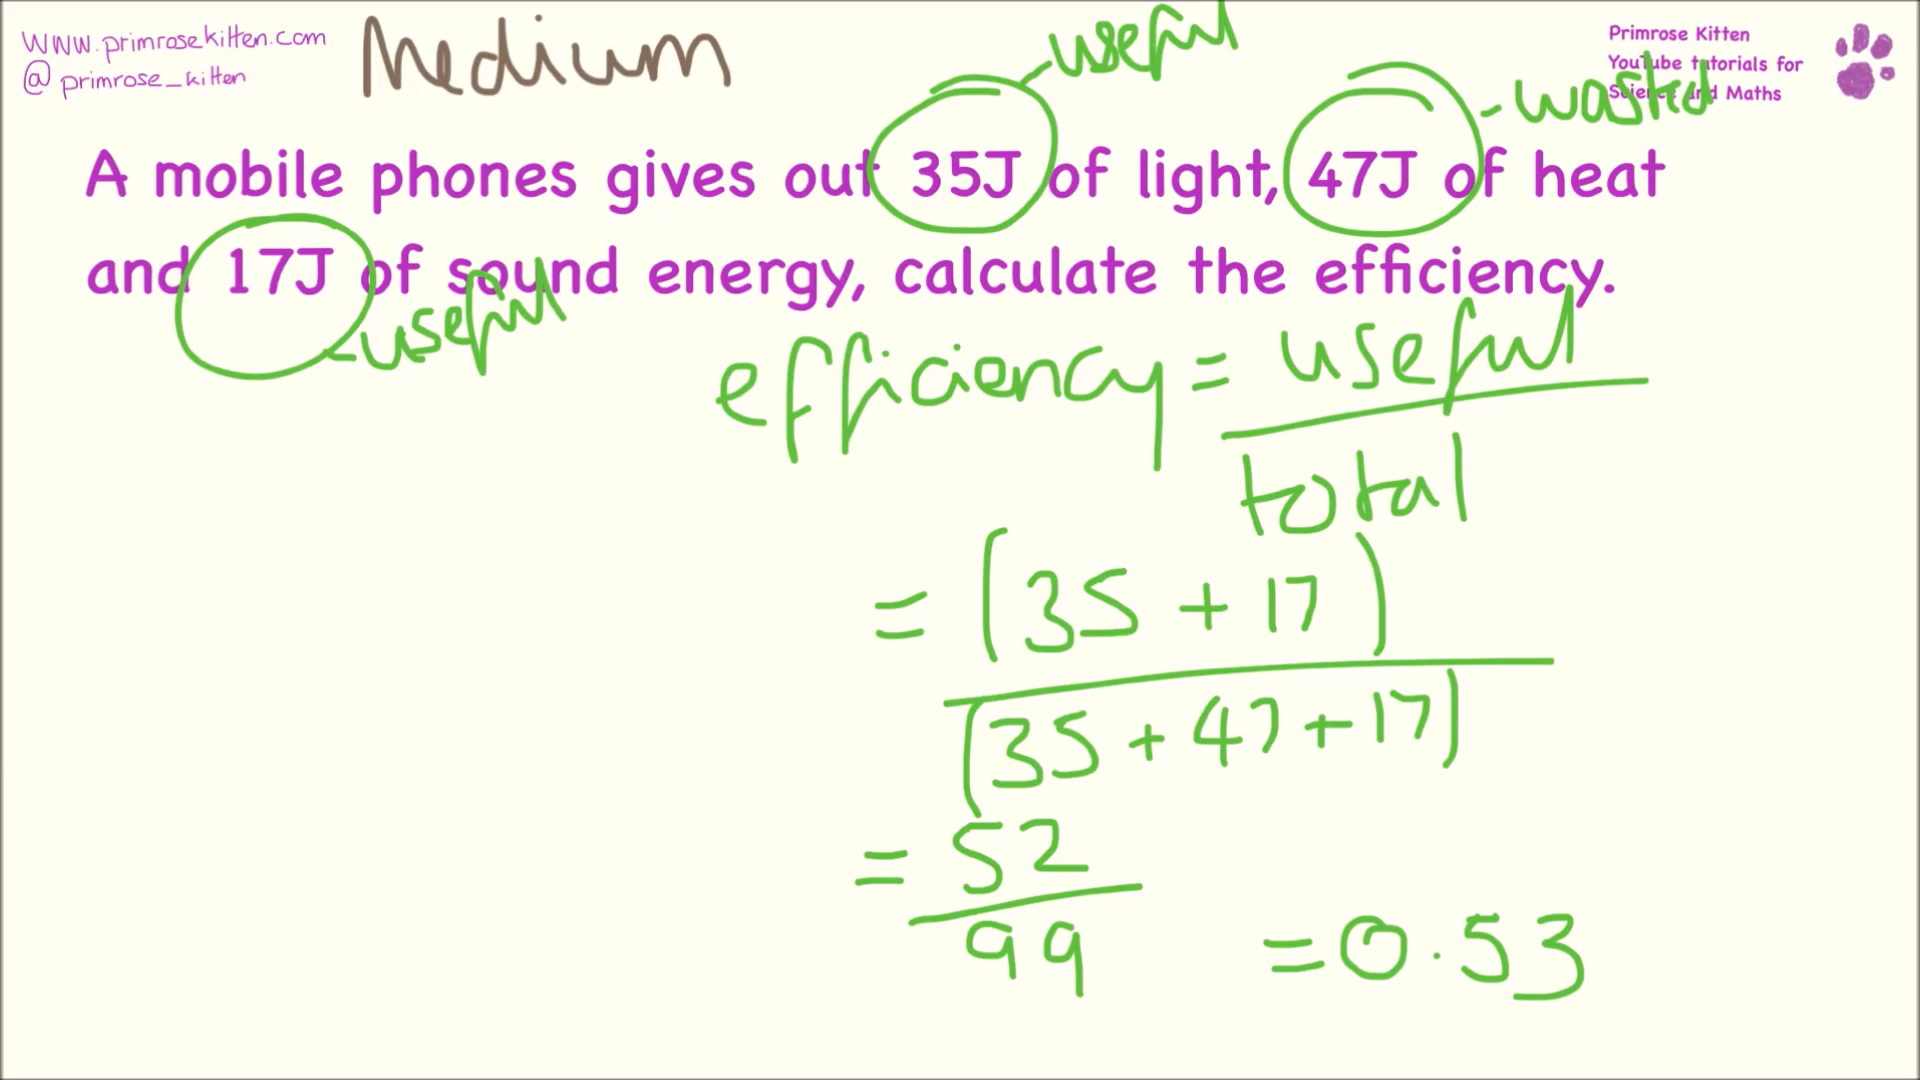 www.primrosekitten.com
@primrose_kitten
Medium
Primrose Kitten
YouTube tutorials for
Science and Maths
useful
wasted
A mobile phones gives out 35J of light, 47J of heat
and 17J of sound energy, calculate the efficiency.
useful
efficiency = useful
total
= (35 + 17)
(35 + 47 + 17)
= 52
99
= 0.53